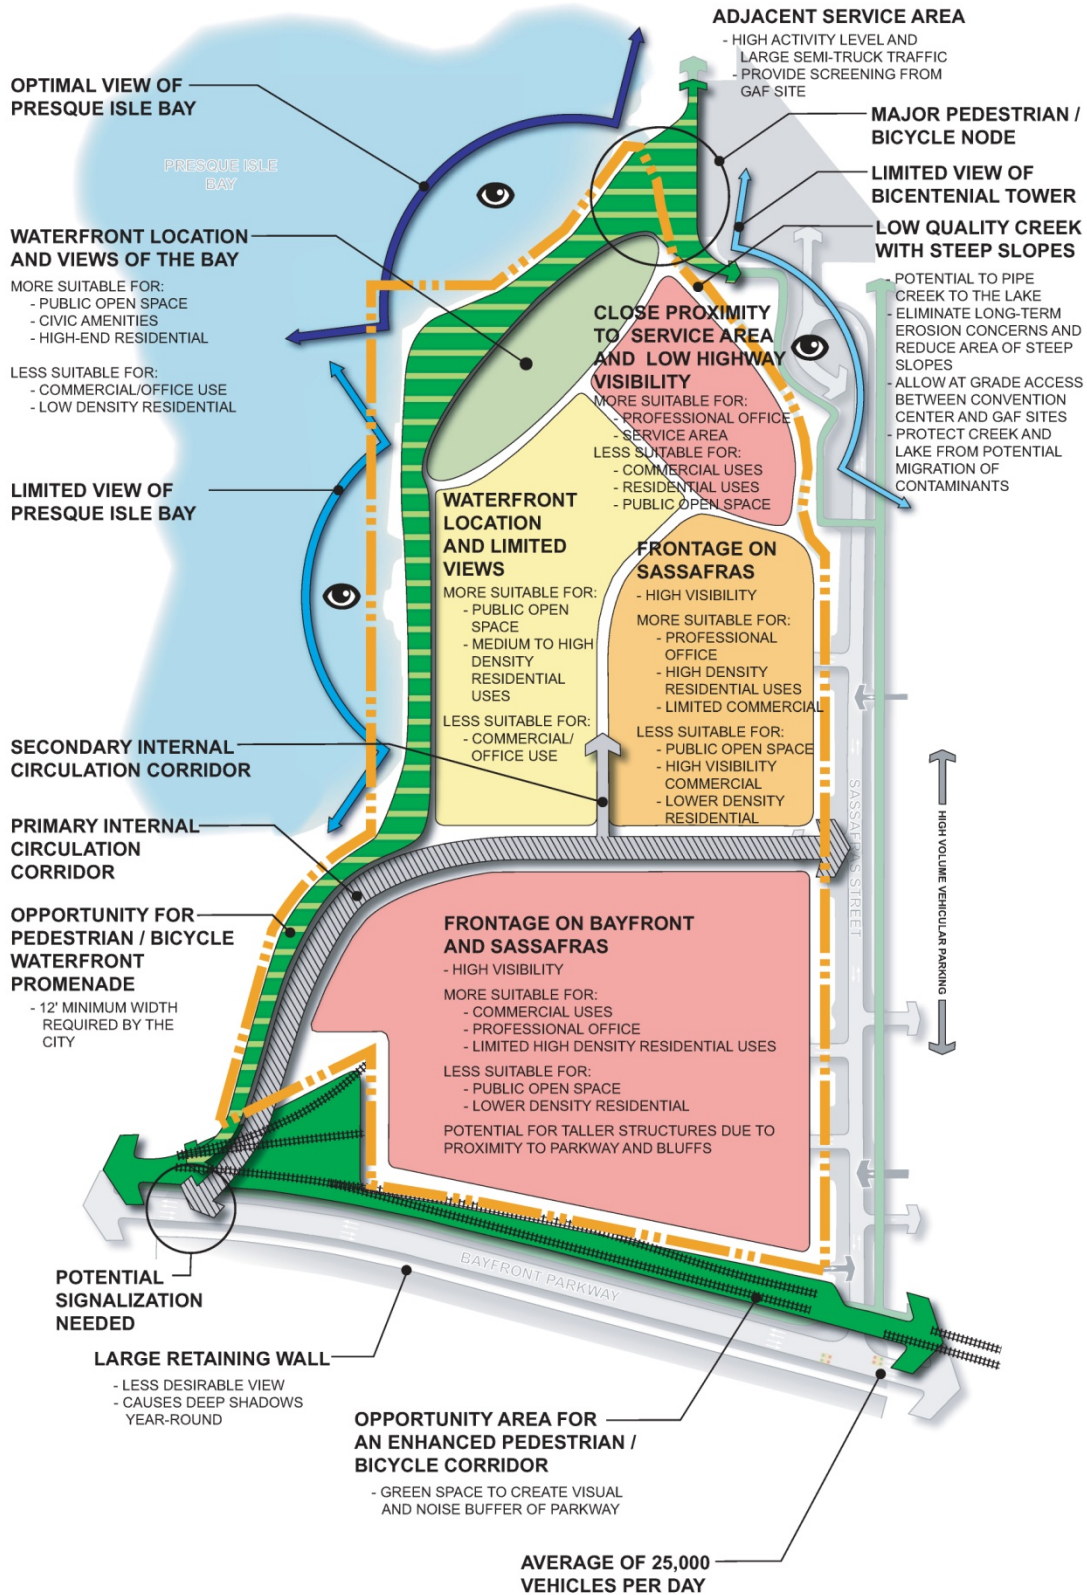 ADJACENT SERVICE AREA
- HIGH ACTIVITY LEVEL AND
LARGE SEMI-TRUCK TRAFFIC
- PROVIDE SCREENING FROM
GAF SITE
OPTIMAL VIEW OF
PRESQUE ISLE BAY
MAJOR PEDESTRIAN /
BICYCLE NODE
PRESQUE ISLE
BAY
LIMITED VIEW OF
BICENTENIAL TOWER
WATERFRONT LOCATION
AND VIEWS OF THE BAY
MORE SUITABLE FOR:
- PUBLIC OPEN SPACE
- CIVIC AMENITIES
- HIGH-END RESIDENTIAL
LESS SUITABLE FOR:
- COMMERCIAL/OFFICE USE
- LOW DENSITY RESIDENTIAL
LOW QUALITY CREEK
WITH STEEP SLOPES
- POTENTIAL TO PIPE
CREEK TO THE LAKE
- ELIMINATE LONG-TERM
EROSION CONCERNS AND
REDUCE AREA OF STEEP
SLOPES
- ALLOW AT GRADE ACCESS
BETWEEN CONVENTION
CENTER AND GAF SITES
- PROTECT CREEK AND
LAKE FROM POTENTIAL
MIGRATION OF
CONTAMINANTS
CLOSE PROXIMITY
TO SERVICE AREA
AND LOW HIGHWAY
VISIBILITY
MORE SUITABLE FOR:
- PROFESSIONAL OFFICE
- SERVICE AREA
LESS SUITABLE FOR:
- COMMERCIAL USES
- RESIDENTIAL USES
- PUBLIC OPEN SPACE
LIMITED VIEW OF
PRESQUE ISLE BAY
WATERFRONT
LOCATION
AND LIMITED
VIEWS
MORE SUITABLE FOR:
- PUBLIC OPEN
SPACE
- MEDIUM TO HIGH
DENSITY
RESIDENTIAL
USES
LESS SUITABLE FOR:
- COMMERCIAL/
OFFICE USE
FRONTAGE ON
SASSAFRAS
- HIGH VISIBILITY
MORE SUITABLE FOR:
- PROFESSIONAL
OFFICE
- HIGH DENSITY
RESIDENTIAL USES
- LIMITED COMMERCIAL
LESS SUITABLE FOR:
- PUBLIC OPEN SPACE
- HIGH VISIBILITY
COMMERCIAL
- LOWER DENSITY
RESIDENTIAL
SASSAFRAS STREET
HIGH VOLUME VEHICULAR PARKING
SECONDARY INTERNAL
CIRCULATION CORRIDOR
PRIMARY INTERNAL
CIRCULATION
CORRIDOR
OPPORTUNITY FOR
PEDESTRIAN / BICYCLE
WATERFRONT
PROMENADE
- 12' MINIMUM WIDTH
REQUIRED BY THE
CITY
FRONTAGE ON BAYFRONT
AND SASSAFRAS
- HIGH VISIBILITY
MORE SUITABLE FOR:
- COMMERCIAL USES
- PROFESSIONAL OFFICE
- LIMITED HIGH DENSITY RESIDENTIAL USES
LESS SUITABLE FOR:
- PUBLIC OPEN SPACE
- LOWER DENSITY RESIDENTIAL
POTENTIAL FOR TALLER STRUCTURES DUE TO
PROXIMITY TO PARKWAY AND BLUFFS
BAYFRONT PARKWAY
POTENTIAL
SIGNALIZATION
NEEDED
LARGE RETAINING WALL
- LESS DESIRABLE VIEW
- CAUSES DEEP SHADOWS
YEAR-ROUND
OPPORTUNITY AREA FOR
AN ENHANCED PEDESTRIAN /
BICYCLE CORRIDOR
- GREEN SPACE TO CREATE VISUAL
AND NOISE BUFFER OF PARKWAY
AVERAGE OF 25,000
VEHICLES PER DAY